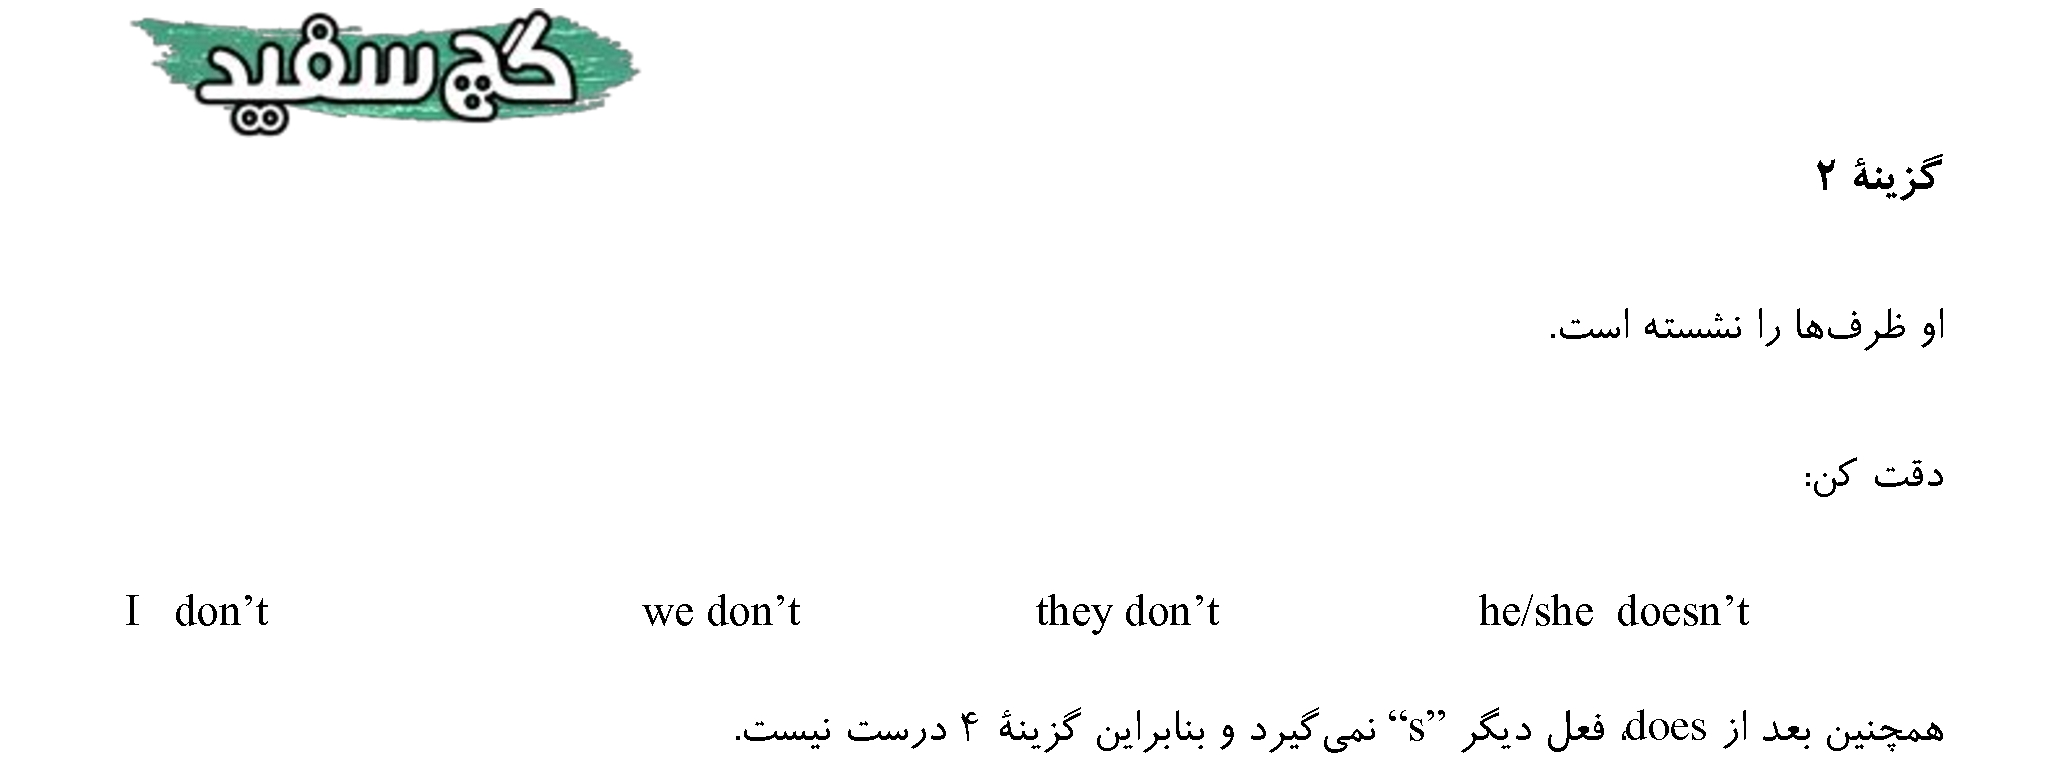 گچ سفید
گزینهٔ ۲
او ظرف‌ها را نشسته است.
دقت کن:
I don’t we don’t they don’t he/she doesn’t
همچنین بعد از does، فعل دیگر “s” نمی‌گیرد و بنابراین گزینهٔ ۴ درست نیست.